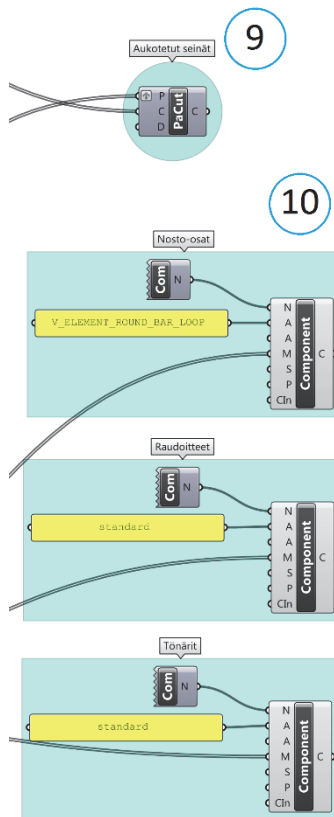 9
Aukotetut seinät
P
C
D
PaCut
C
10
Nosto-osat
Com
N
V_ELEMENT_ROUND_BAR_LOOP
N
A
A
M
S
P
CIn
Component
C
Raudoitteet
Com
N
standard
N
A
A
M
S
P
CIn
Component
C
Tönärit
Com
N
standard
N
A
A
M
S
P
CIn
Component
C